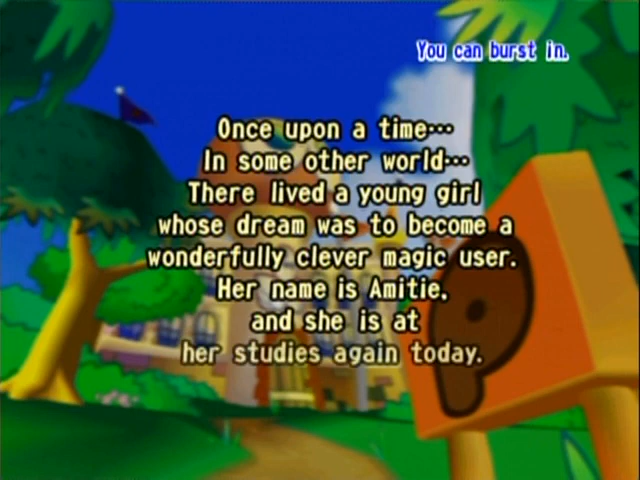 You can burst in.
Once upon a time…
In some other world…
There lived a young girl
whose dream was to become a
wonderfully clever magic user.
Her name is Amitie,
and she is at
her studies again today.